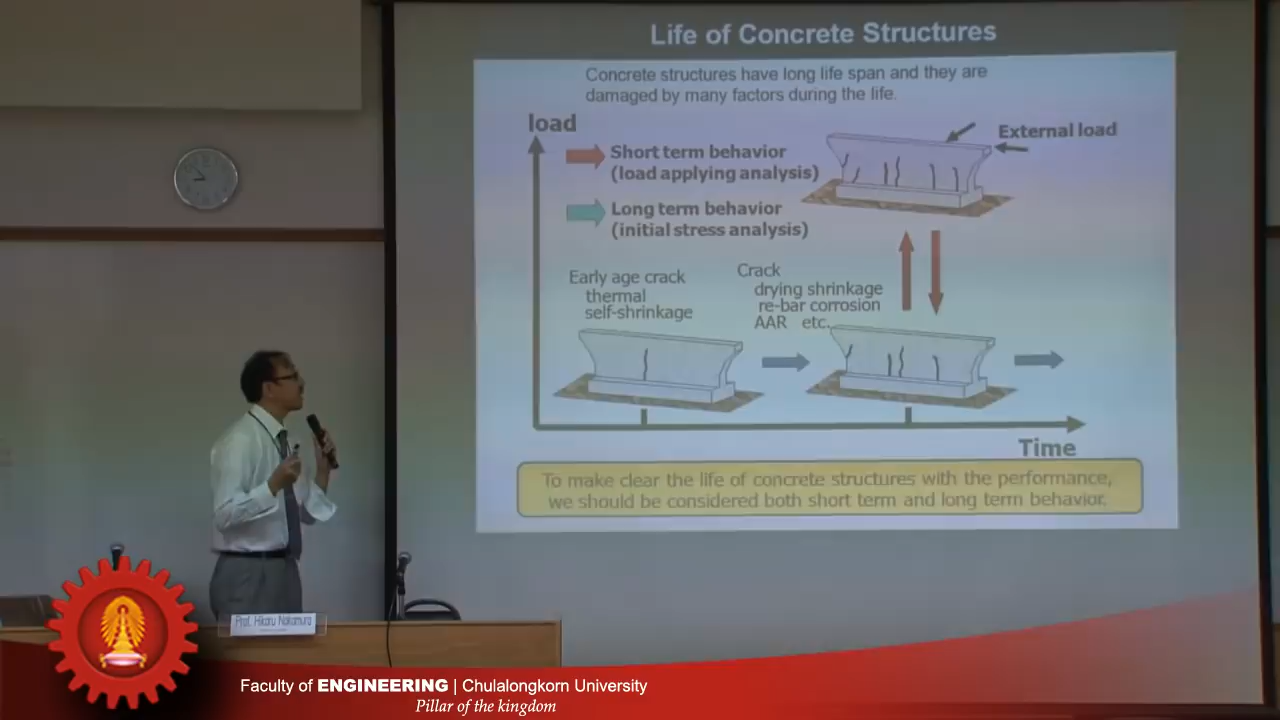 Life of Concrete Structures
Concrete structures have long life span and they are
damaged by many factors during the life.
load
Short term behavior
(load applying analysis)
Long term behavior
(initial stress analysis)
External load
Early age crack
thermal
self-shrinkage
Crack
drying shrinkage
re-bar corrosion
AAR etc.
Time
To make clear the life of concrete structures with the performance,
we should be considered both short term and long term behavior.
Prof. Hikaru Nakamura
Faculty of ENGINEERING | Chulalongkorn University
Pillar of the kingdom